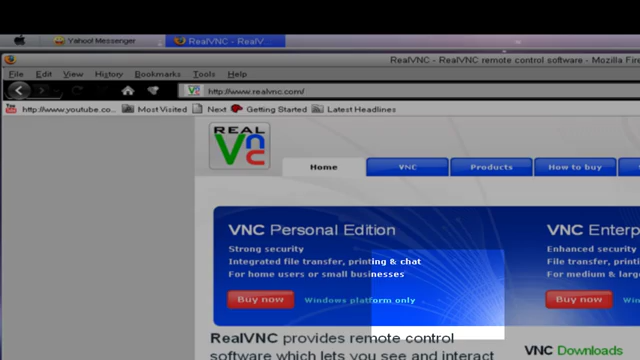 Yahoo! Messenger
RealVNC - RealV
RealVNC - RealVNC remote control software - Mozilla Fire
File Edit View History Bookmarks Tools Help
http://www.realvnc.com/
http://www.youtube.co... Most Visited Next Getting Started Latest Headlines
REAL
Vnc
Home VNC Products How to buy
VNC Personal Edition
Strong security
Integrated file transfer, printing & chat
For home users or small businesses
Buy now Windows platform only
VNC Enterp
Enhanced security
File transfer, printi
For medium & large
Buy now Window
RealVNC provides remote control
software which lets you see and interact
VNC Downloads